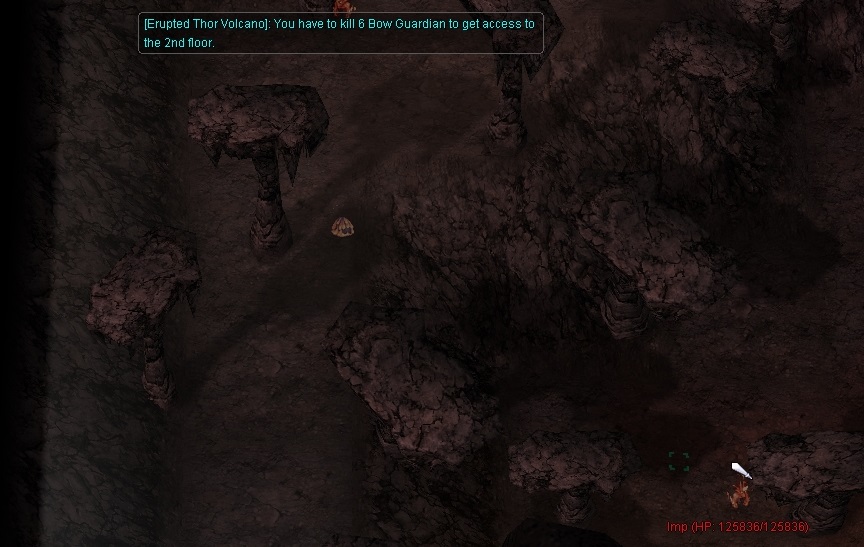 [Erupted Thor Volcano]: You have to kill 6 Bow Guardian to get access to
the 2nd floor.
Imp (HP: 125836/125836)